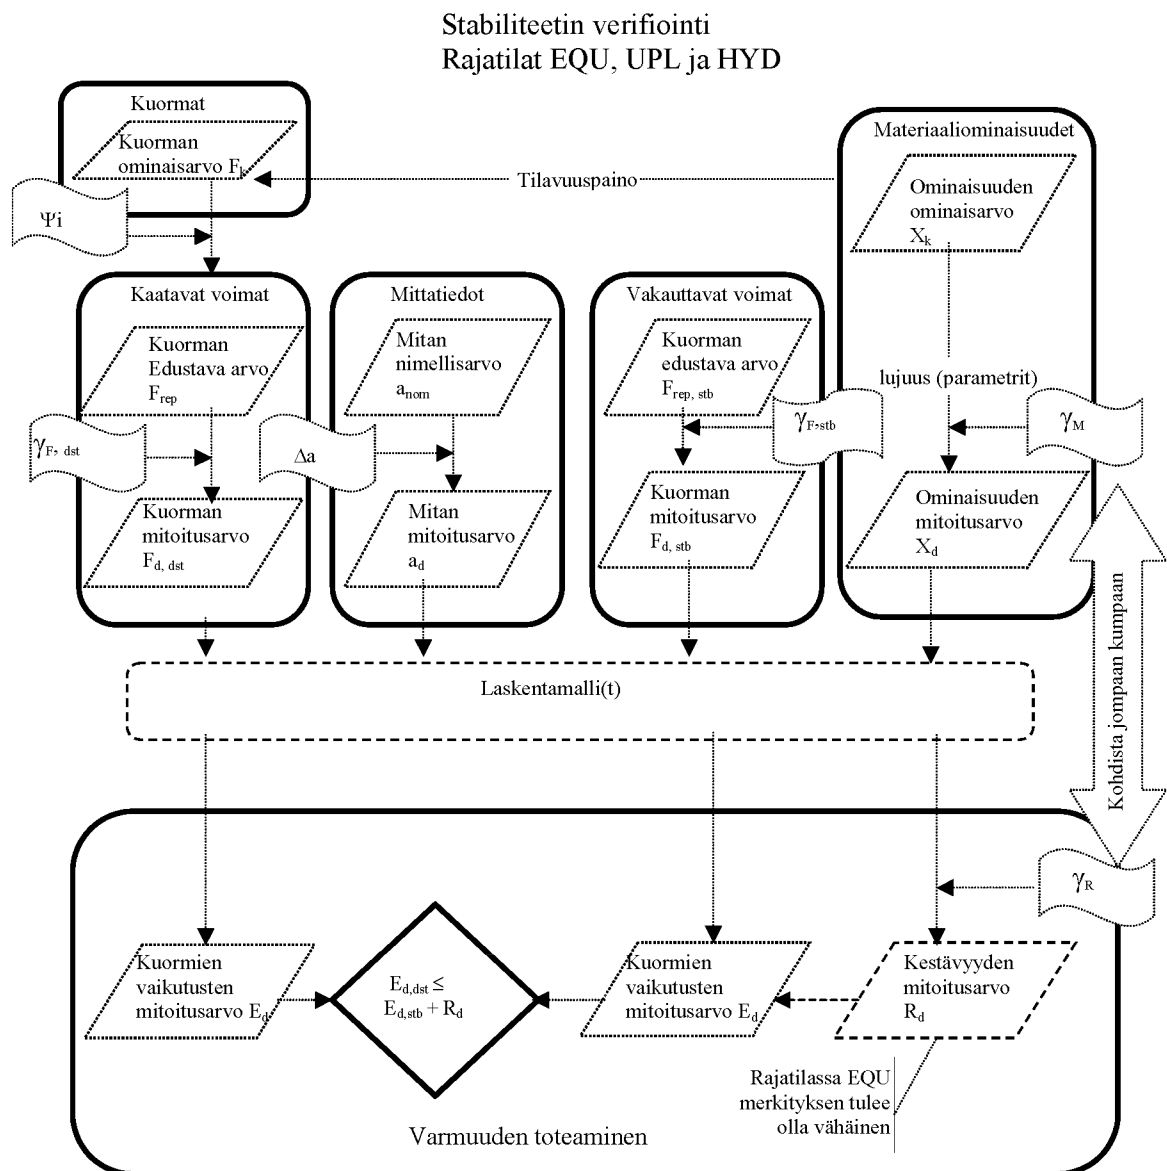 Stabiliteetin verifiointi
Rajatilat EQU, UPL ja HYD
Kuormat
Kuorman
ominaisarvo Fk
Ψi
Tilavuuspaino
Materiaaliominaisuudet
Ominaisuuden
ominaisarvo
Xk
Kaatavat voimat
Kuorman
Edustava arvo
Frep
γF, dst
Kuorman
mitoitusarvo
Fd, dst
Mittatiedot
Mitan
nimellisarvo
anom
Δa
Mitan
mitoitusarvo
ad
Vakauttavat voimat
Kuorman
edustava arvo
Frep, stb
γF,stb
Kuorman
mitoitusarvo
Fd, stb
lujuus (parametrit)
γM
Ominaisuuden
mitoitusarvo
Xd
Kohdista jompaan kumpaan
Laskentamalli(t)
γR
Kuormien
vaikutusten
mitoitusarvo Ed
Ed,dst ≤
Ed,stb + Rd
Kuormien
vaikutusten
mitoitusarvo Ed
Kestävyyden
mitoitusarvo
Rd
Rajatilassa EQU
merkityksen tulee
olla vähäinen
Varmuuden toteaminen